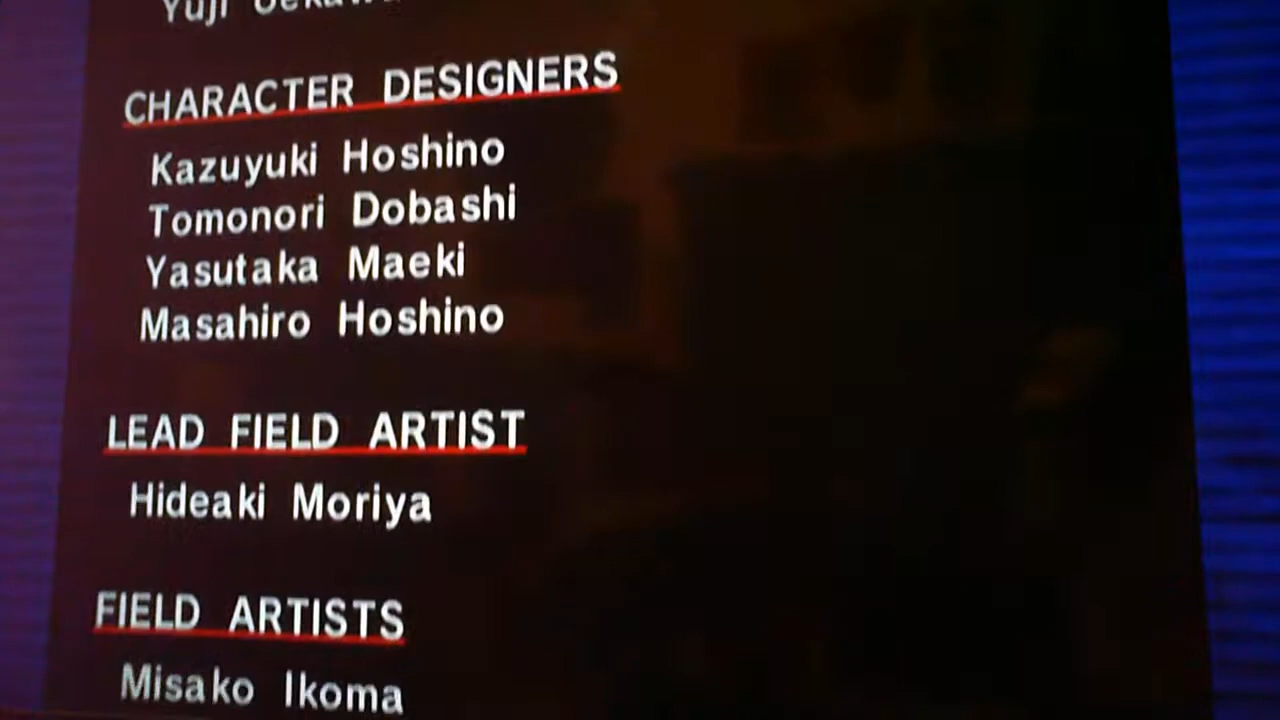 Yuji
CHARACTER DESIGNERS
Kazuyuki Hoshino
Tomonori Dobashi
Yasutaka Maeki
Masahiro Hoshino
LEAD FIELD ARTIST
Hideaki Moriya
FIELD ARTISTS
Misako Ikoma